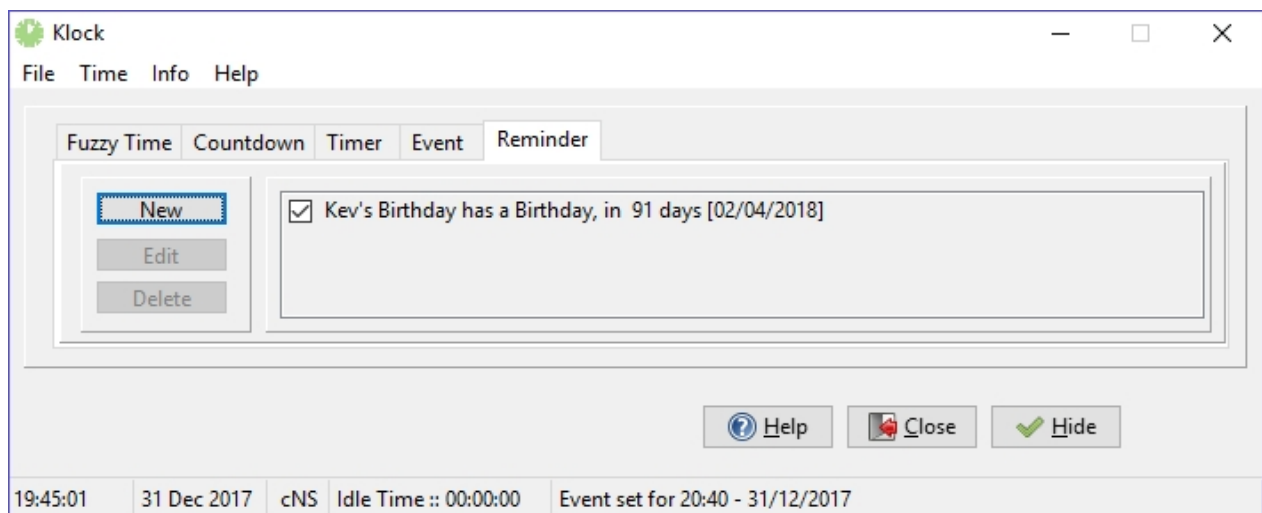 Klock
File Time Info Help
Fuzzy Time Countdown Timer Event Reminder
New
Kev's Birthday has a Birthday, in  91 days [02/04/2018]
Edit
Delete
Help Close Hide
19:45:01 31 Dec 2017 cNS Idle Time :: 00:00:00 Event set for 20:40 - 31/12/2017